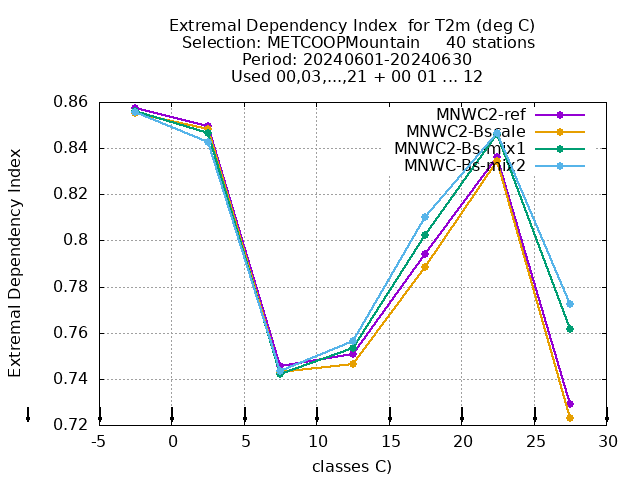 Extremal Dependency Index  for T2m (deg C)
Selection: METCOOPMountain     40 stations
Period: 20240601-20240630
Used 00,03,...,21 + 00 01 ... 12
MNWC2-ref
MNWC2-Bscale
MNWC2-Bs-mix1
MNWC-Bs-mix2
Extremal Dependency Index
0.86
0.84
0.82
0.8
0.78
0.76
0.74
0.72
-5 0 5 10 15 20 25 30
classes C)